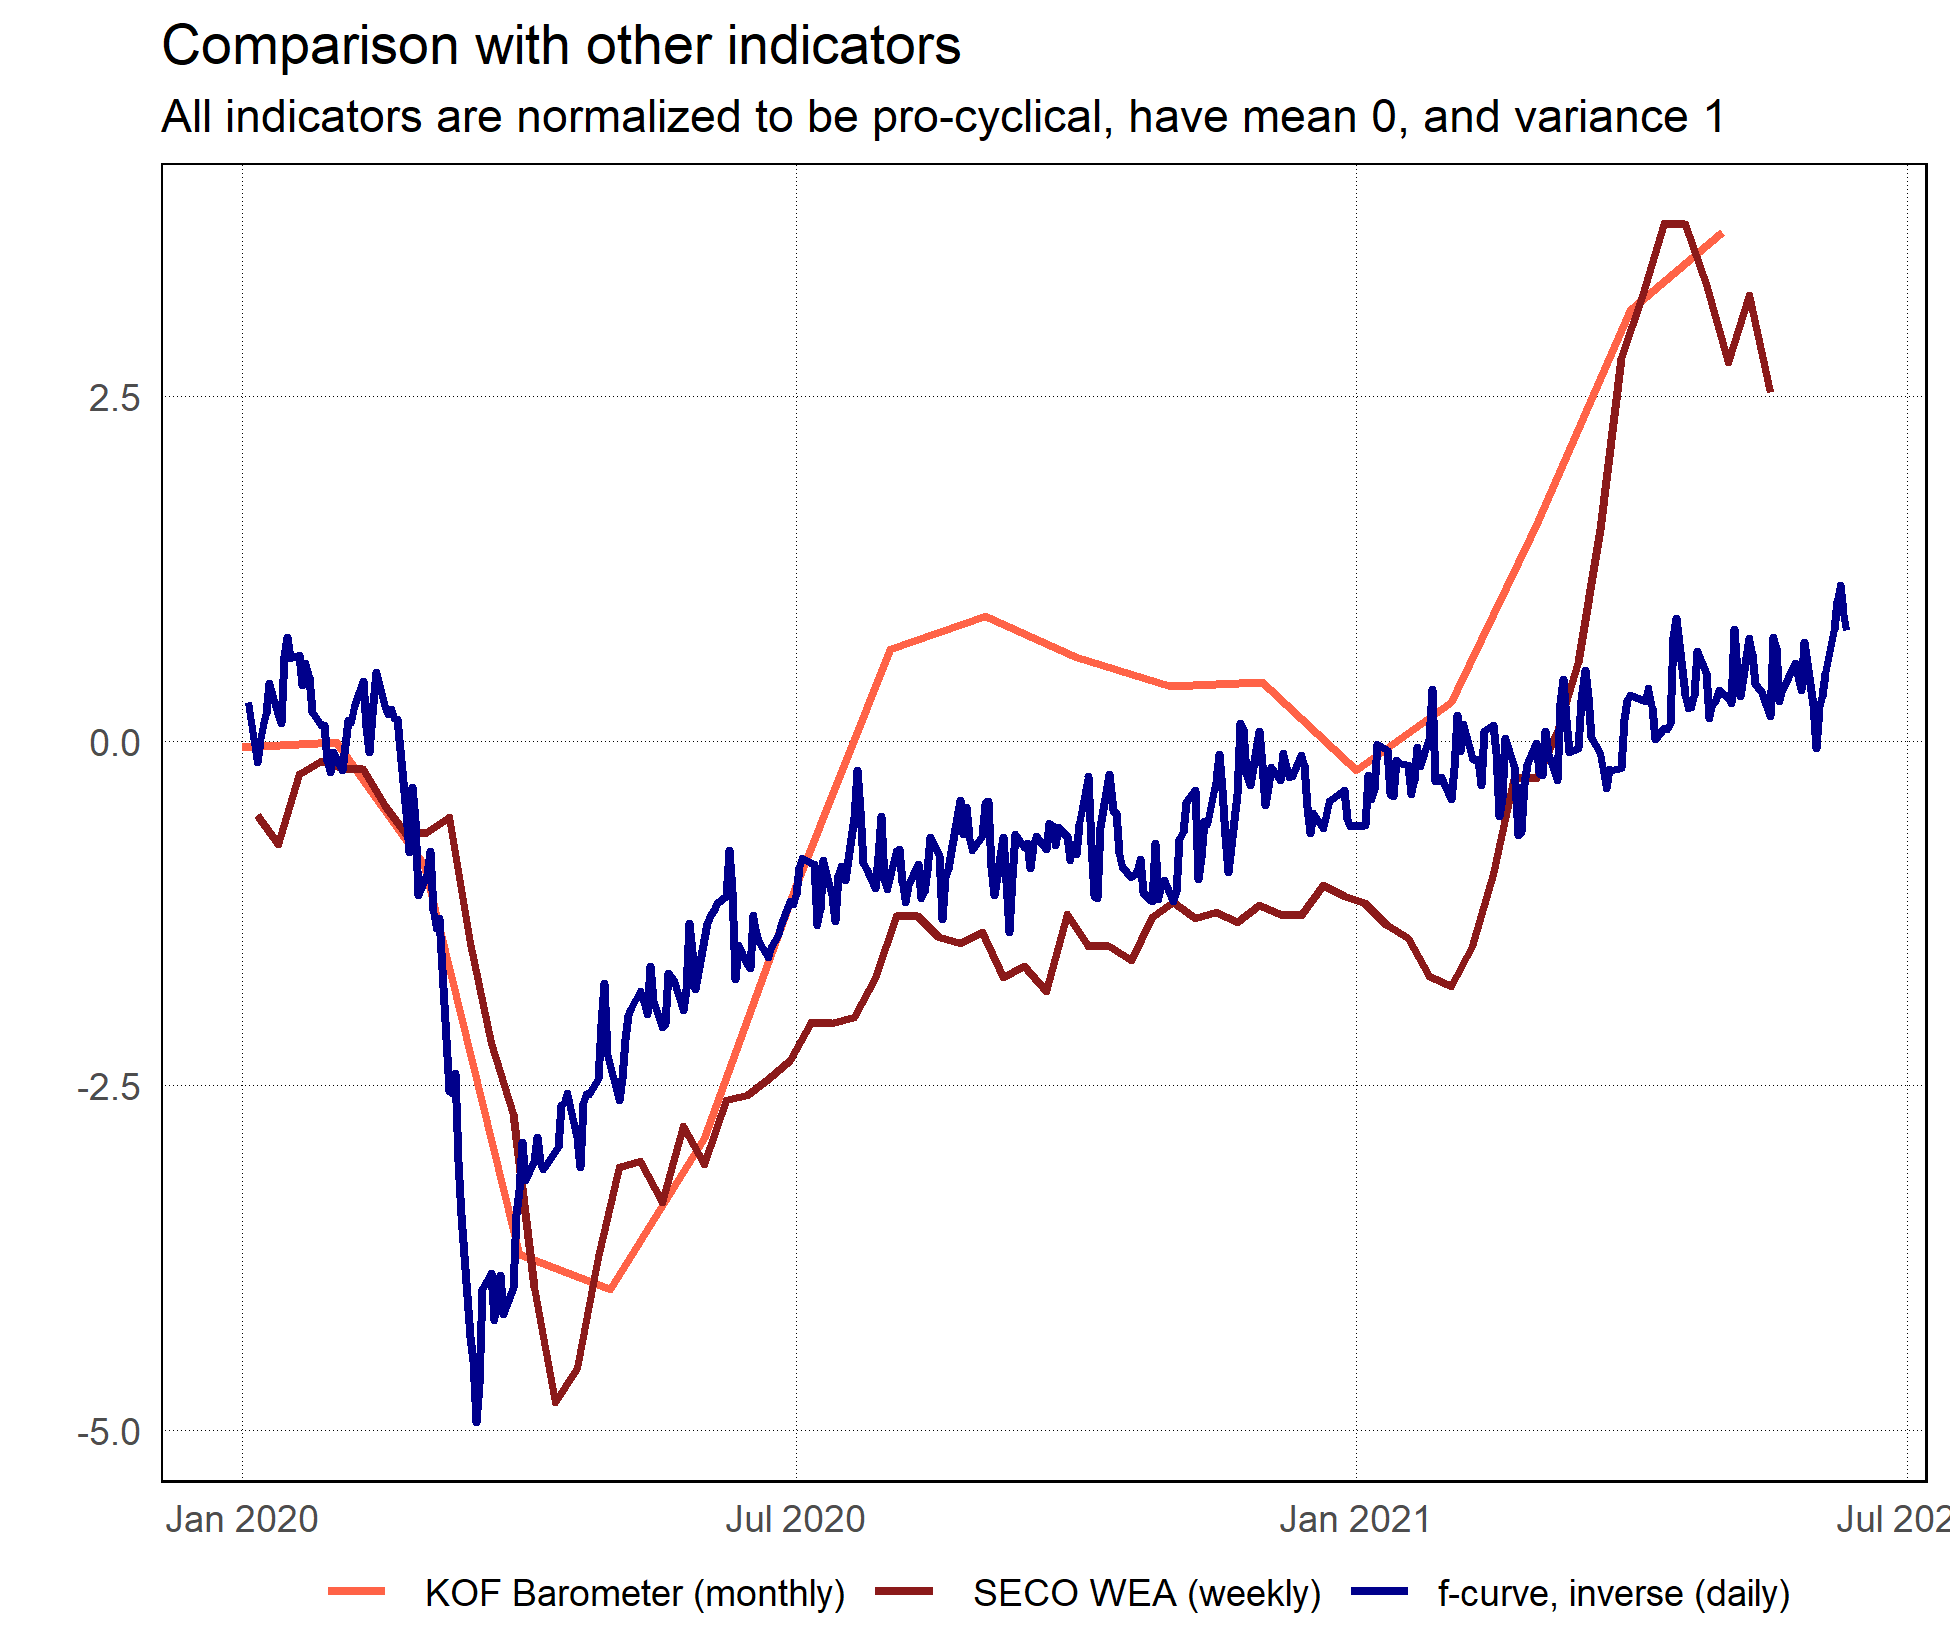 Comparison with other indicators
All indicators are normalized to be pro-cyclical, have mean 0, and variance 1
2.5
0.0
-2.5
-5.0
Jan 2020 Jul 2020 Jan 2021 Jul 202
KOF Barometer (monthly) SECO WEA (weekly) f-curve, inverse (daily)